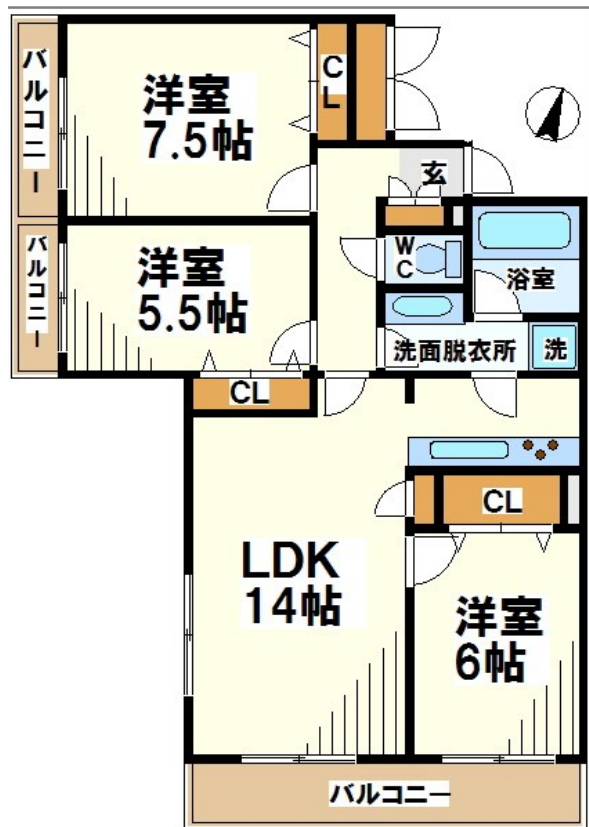 バルコニー
洋室
7.5帖
CL
玄
バルコニー
洋室
5.5帖
WC
浴室
洗面脱衣所
洗
CL
CL
LDK
14帖
洋室
6帖
バルコニー